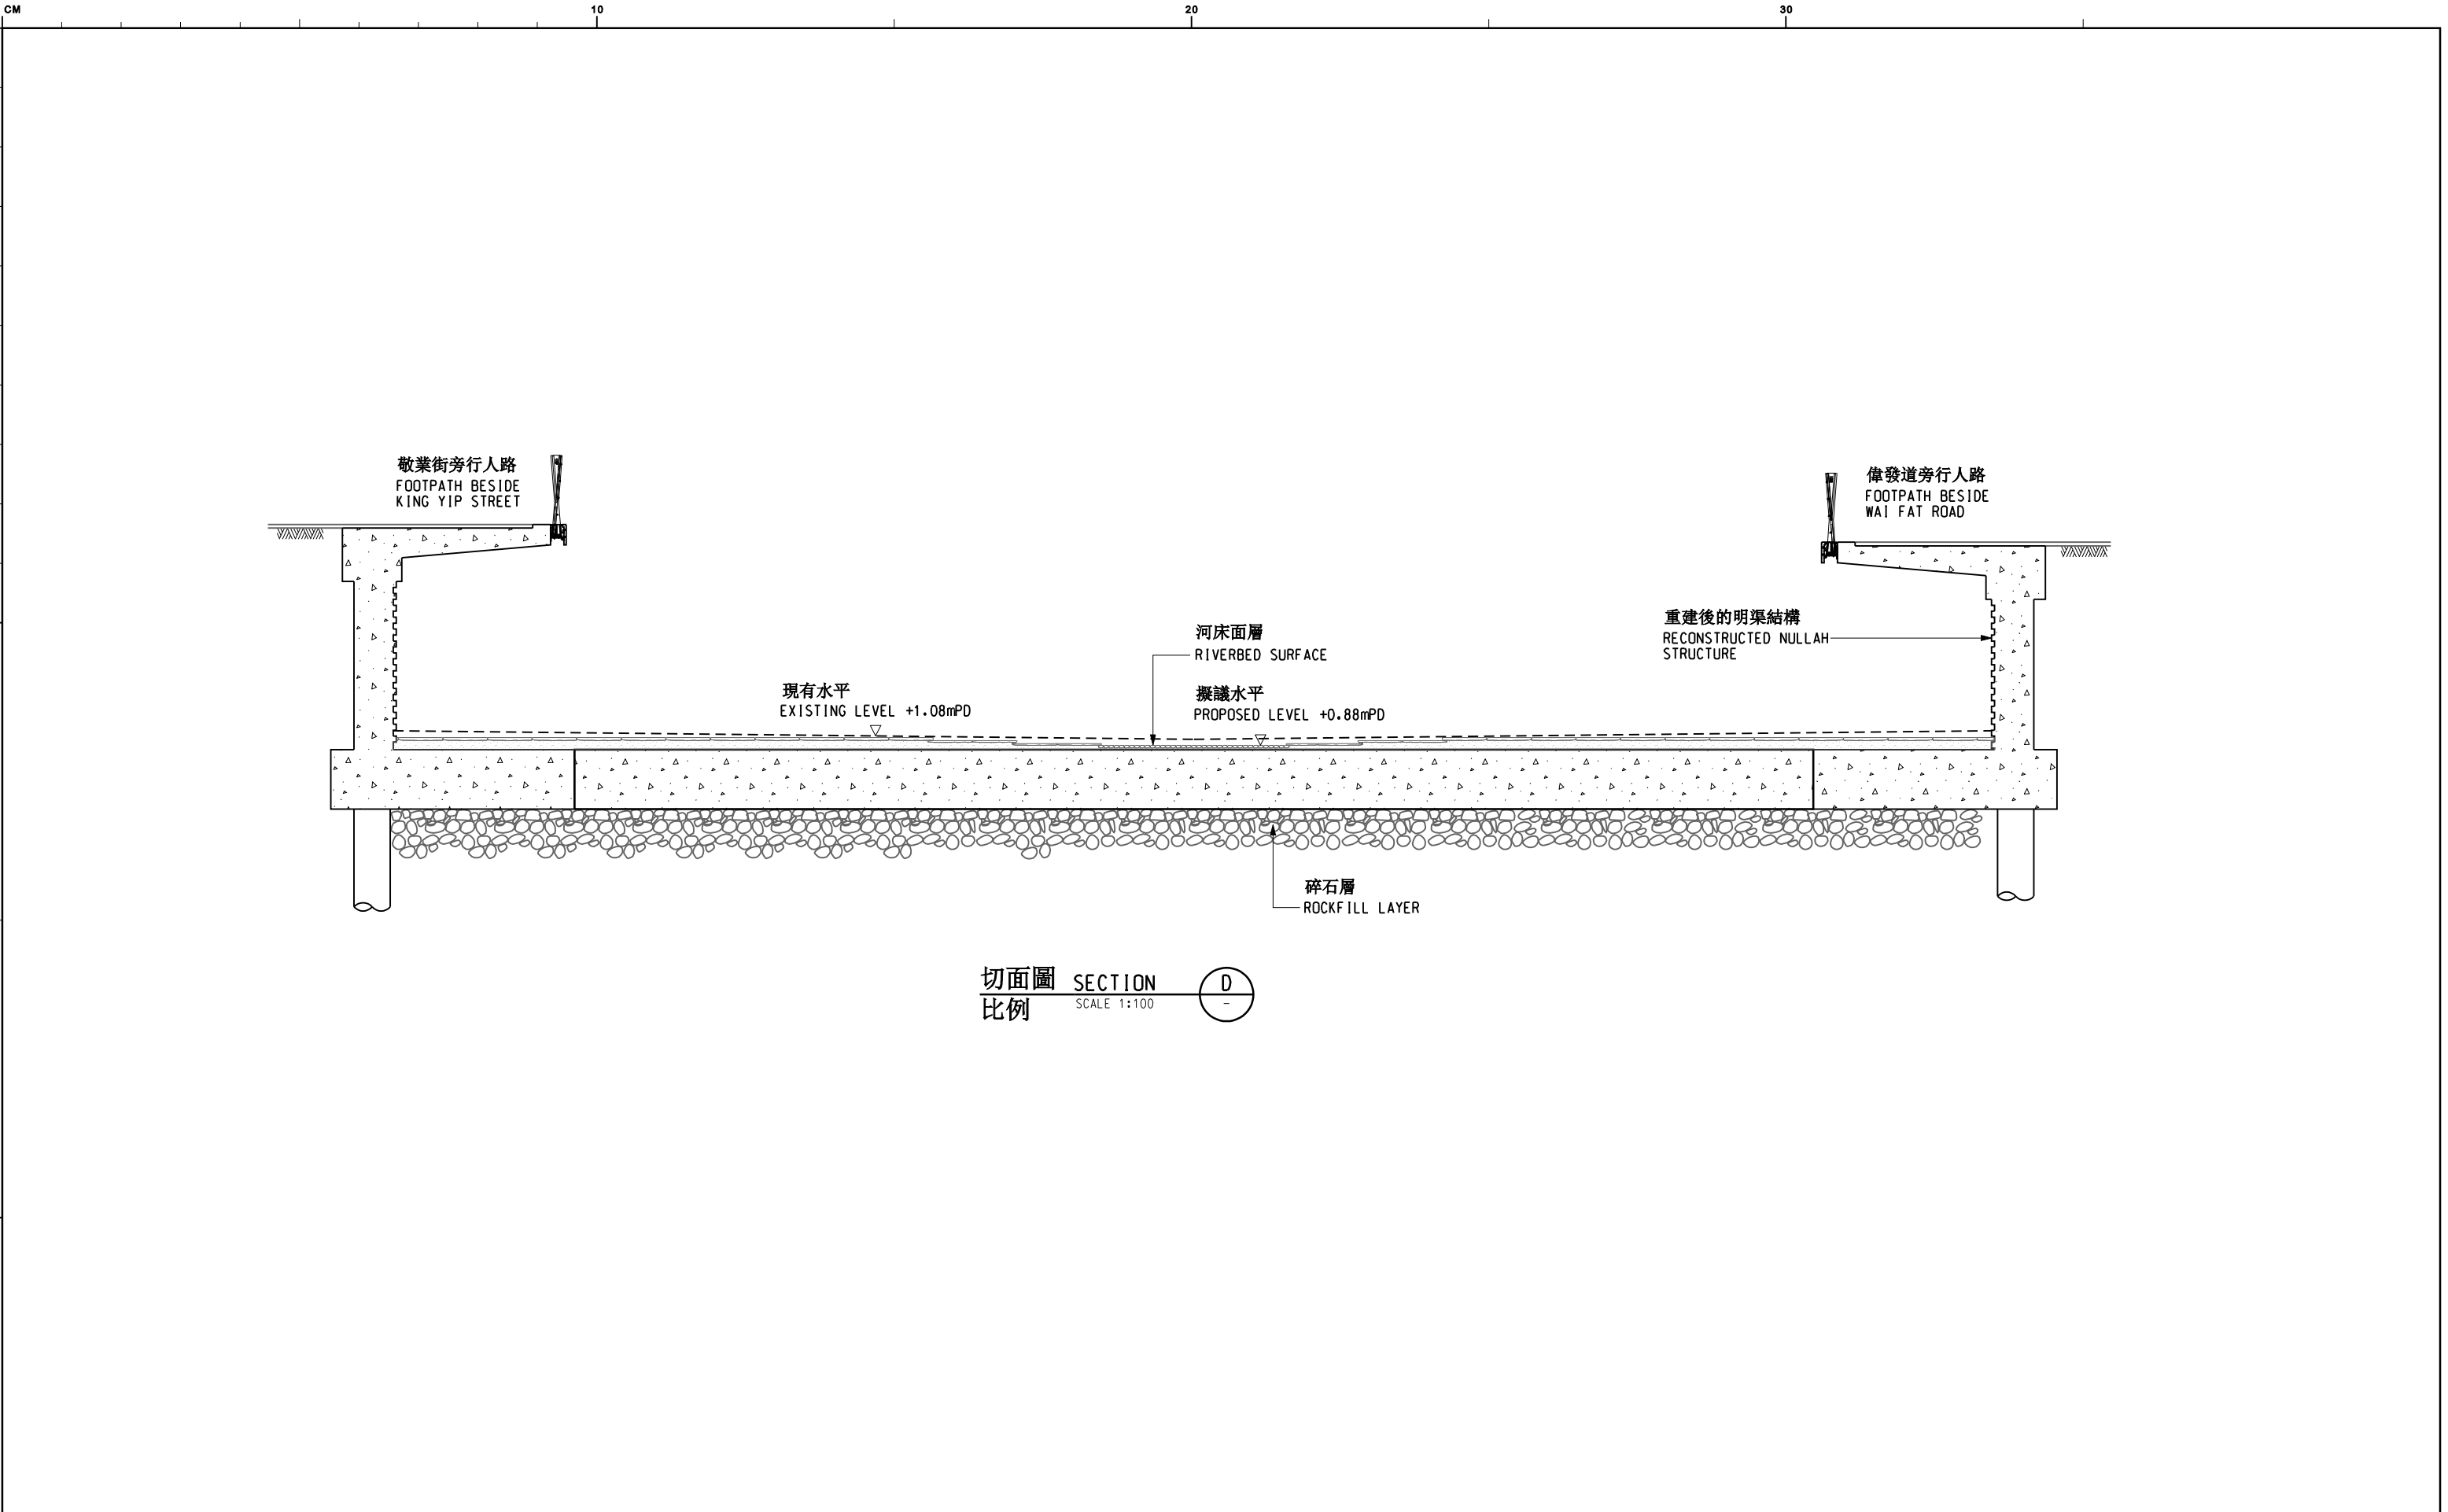 CM
10
20
30
敬業街旁行人路
FOOTPATH BESIDE
KING YIP STREET
偉發道旁行人路
FOOTPATH BESIDE
WAI FAT ROAD
河床面層
RIVERBED SURFACE
重建後的明渠結構
RECONSTRUCTED NULLAH
STRUCTURE
現有水平
EXISTING LEVEL +1.08mPD
擬議水平
PROPOSED LEVEL +0.88mPD
碎石層
ROCKFILL LAYER
切面圖 SECTION D
比例 SCALE 1:100 -